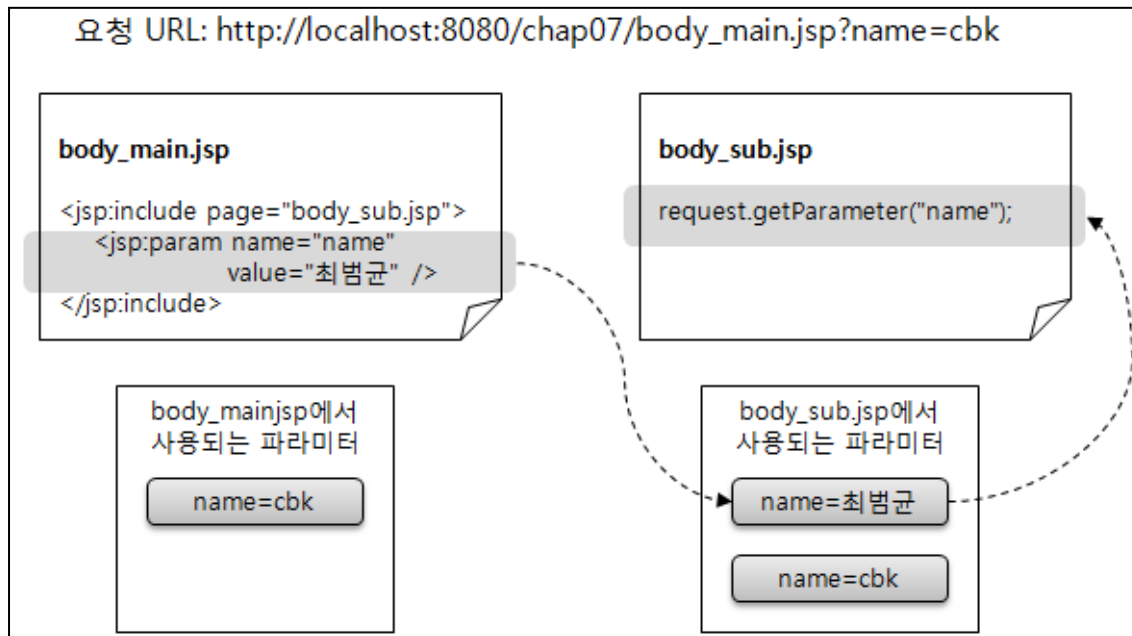 요청 URL: http://localhost:8080/chap07/body_main.jsp?name=cbk
body_main.jsp
<jsp:include page="body_sub.jsp">
<jsp:param name="name"
value="최범균" />
</jsp:include>
body_sub.jsp
request.getParameter("name");
body_mainjsp에서
사용되는 파라미터
name=cbk
body_sub.jsp에서
사용되는 파라미터
name=최범균
name=cbk